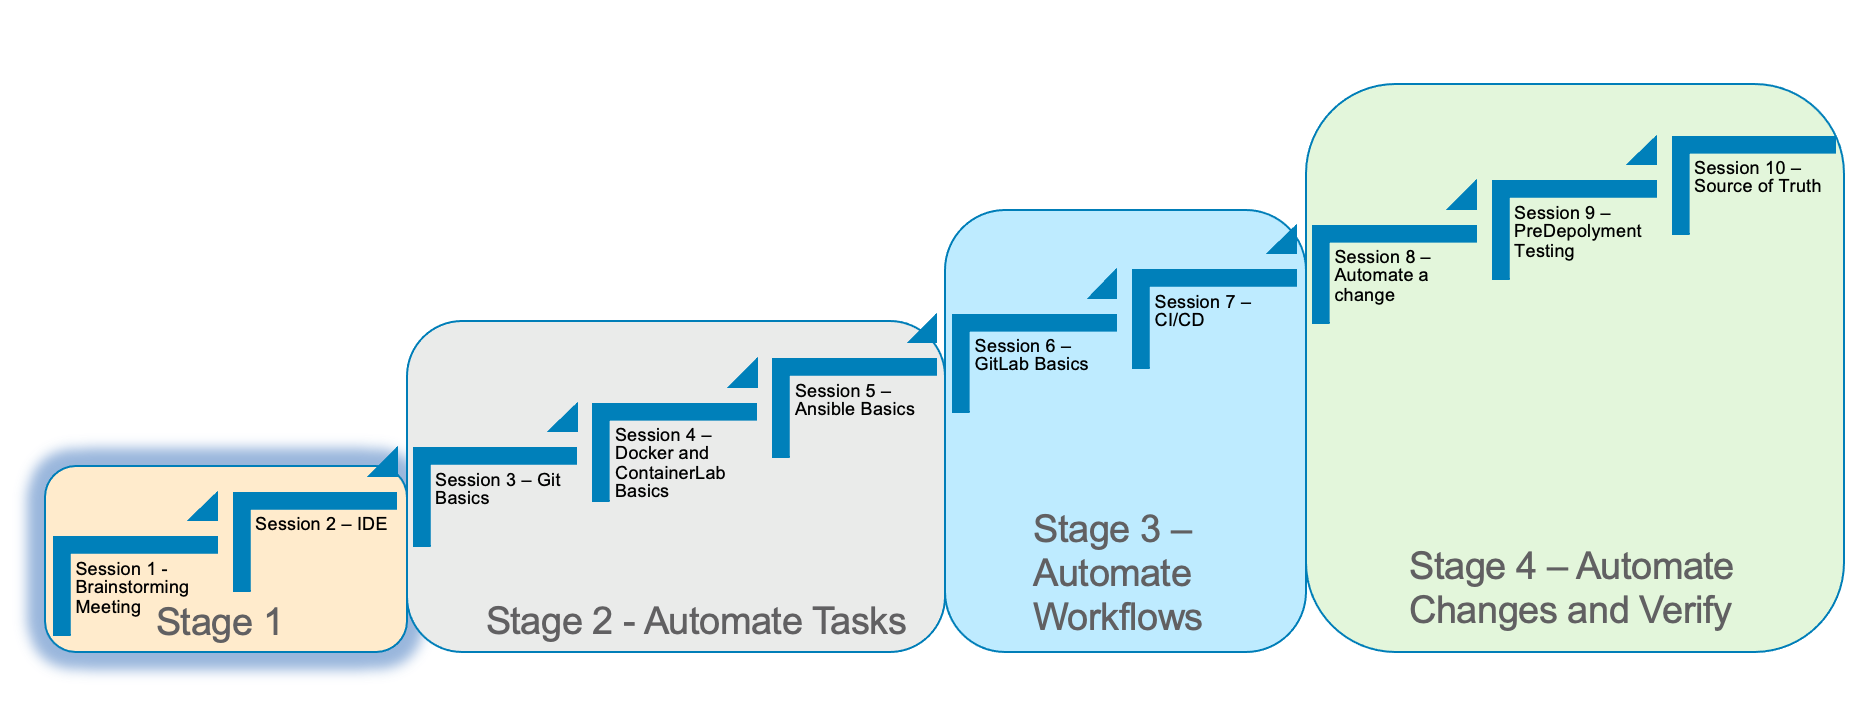 Session 1 -
Brainstorming
Meeting
Session 2 – IDE
Stage 1
Session 3 – Git
Basics
Session 4 –
Docker and
ContainerLab
Basics
Session 5 –
Ansible Basics
Stage 2 - Automate Tasks
Session 6 –
GitLab Basics
Session 7 –
CI/CD
Stage 3 –
Automate
Workflows
Session 8 –
Automate a
change
Session 9 –
PreDepolyment
Testing
Session 10 –
Source of Truth
Stage 4 – Automate
Changes and Verify